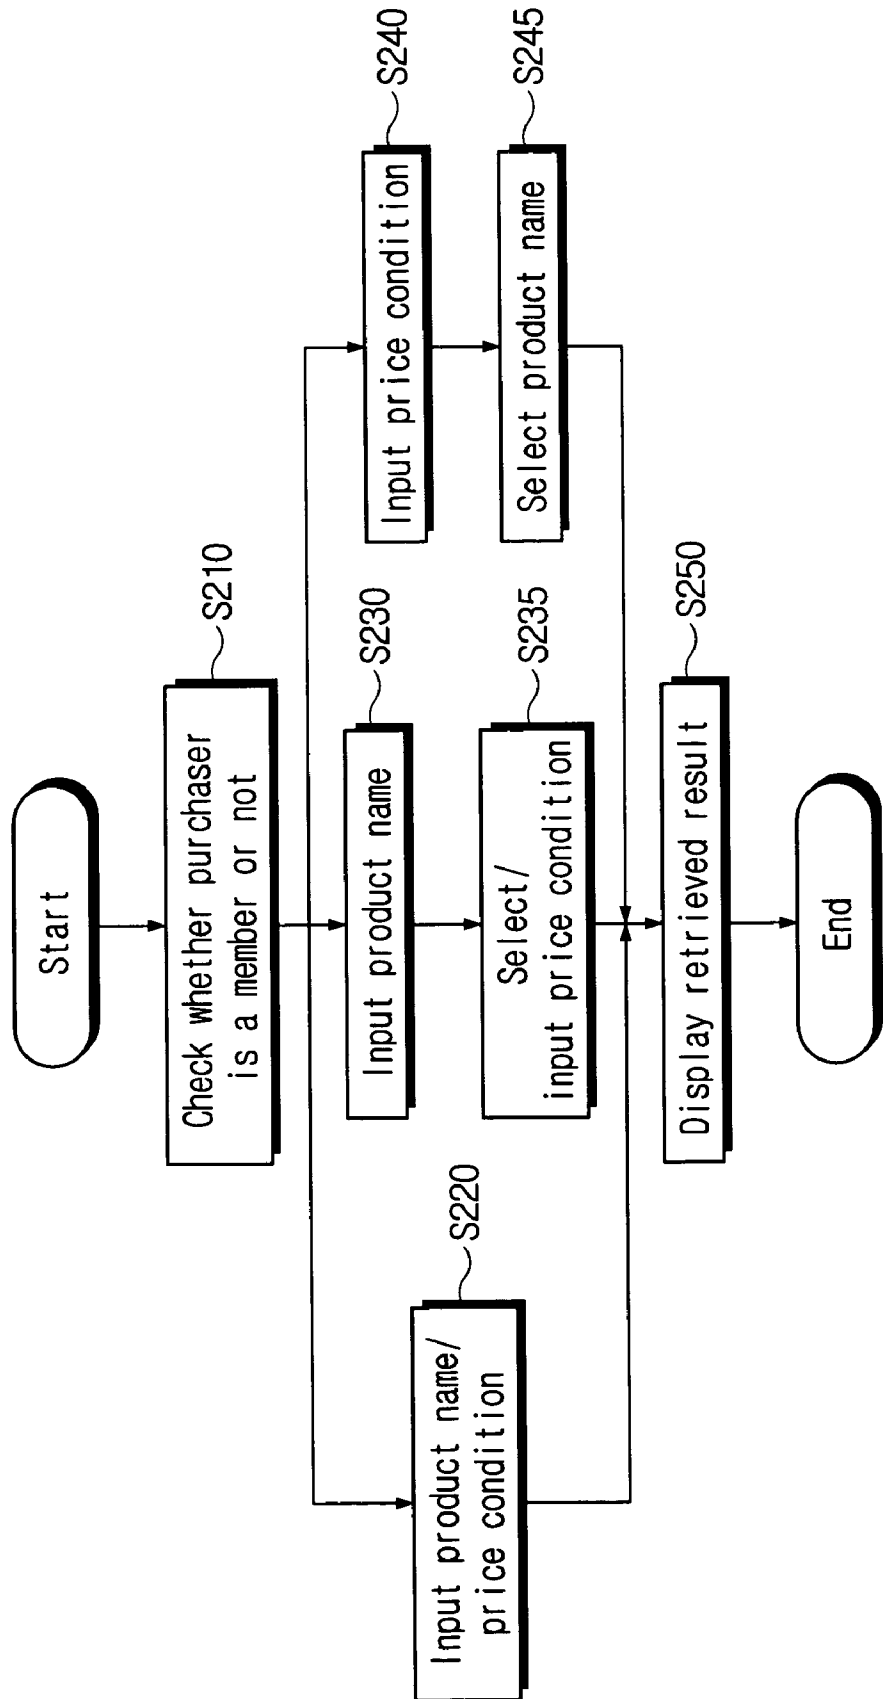 Start
Check whether purchaser
is a member or not
S210
Input product name/
price condition
S220
Input product name
S230
Select/
input price condition
S235
Input price condition
S240
Select product name
S245
Display retrieved result
S250
End